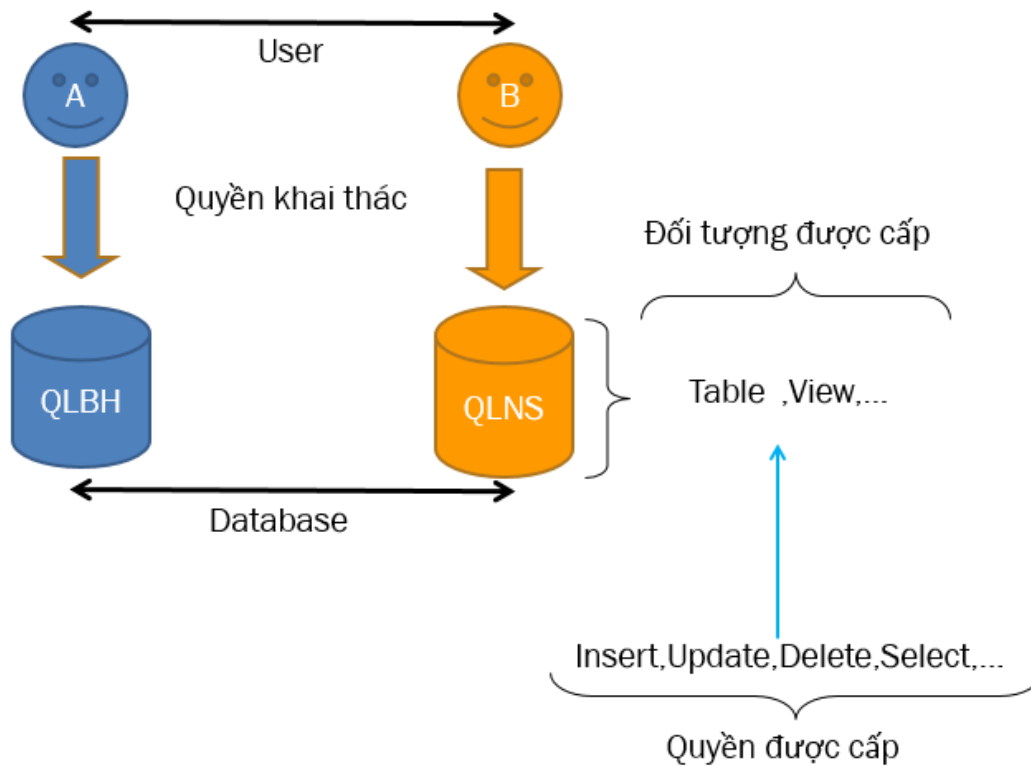 User
A
B
Quyền khai thác
Đối tượng được cấp
QLBH
QLNS
Table ,View,...
Database
Insert,Update,Delete,Select,...
Quyền được cấp